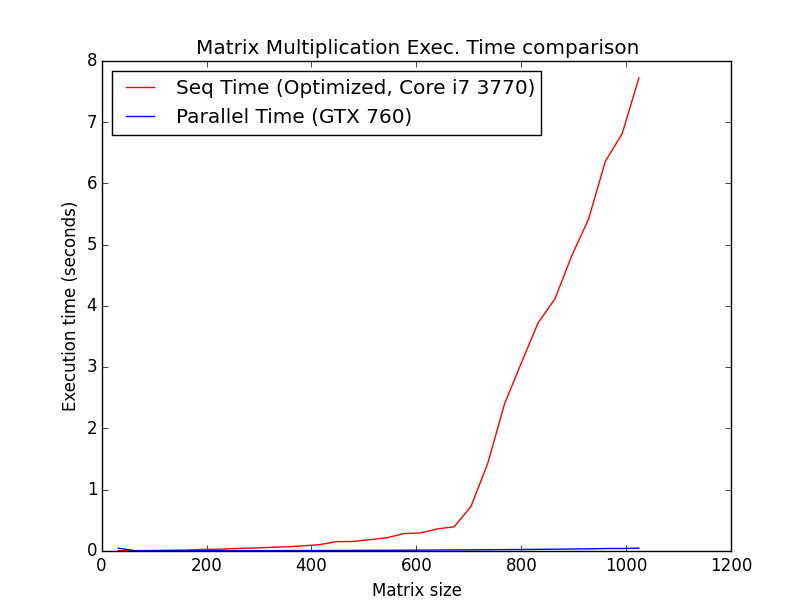 Matrix Multiplication Exec. Time comparison
Seq Time (Optimized, Core i7 3770)
Parallel Time (GTX 760)
8
7
6
5
4
3
2
1
0
Execution time (seconds)
0 200 400 600 800 1000 1200
Matrix size